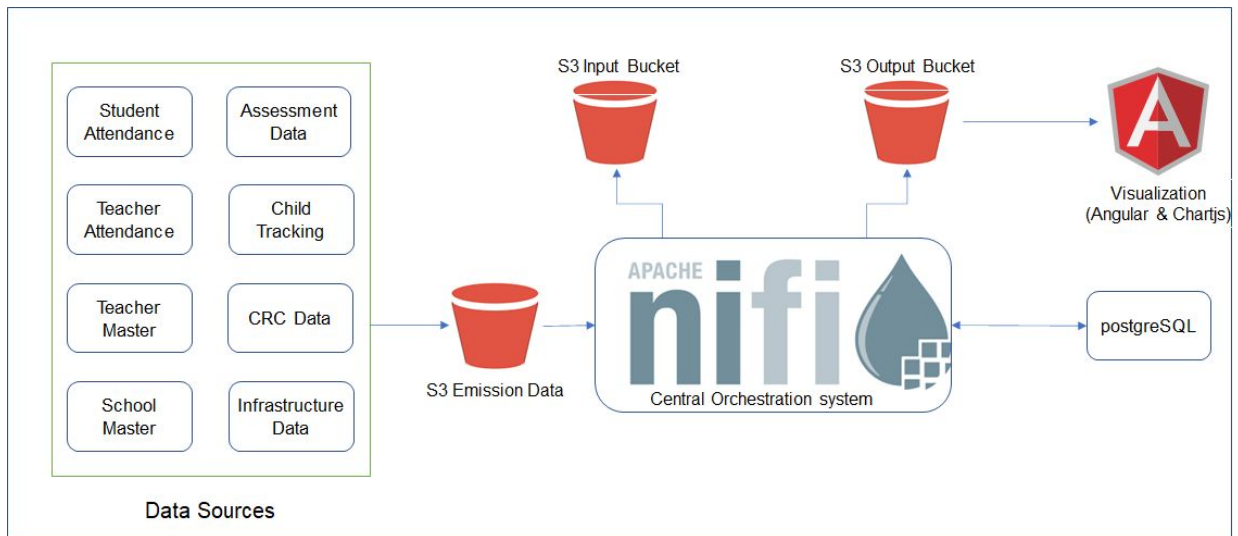 Student
Attendance
Assessment
Data
Teacher
Attendance
Child
Tracking
Teacher
Master
CRC Data
School
Master
Infrastructure
Data
Data Sources
S3 Emission Data
S3 Input Bucket
S3 Output Bucket
APACHE
nifi
Central Orchestration system
A
Visualization
(Angular & Chartjs)
postgreSQL